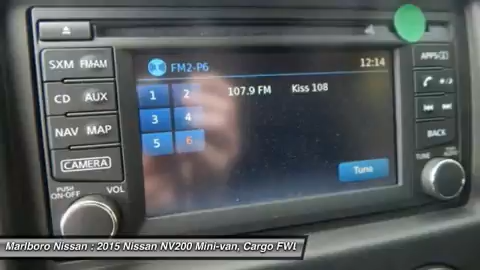 FM2-P6 12:14
SXM FM•AM APPS
1 2 107.9 FM Kiss 108
CD AUX
3 4
NAV MAP
5 6 BACK
CAMERA Tune TUNE
PUSH ON-OFF VOL PUSH
Marlboro Nissan : 2015 Nissan NV200 Mini-van, Cargo FWD